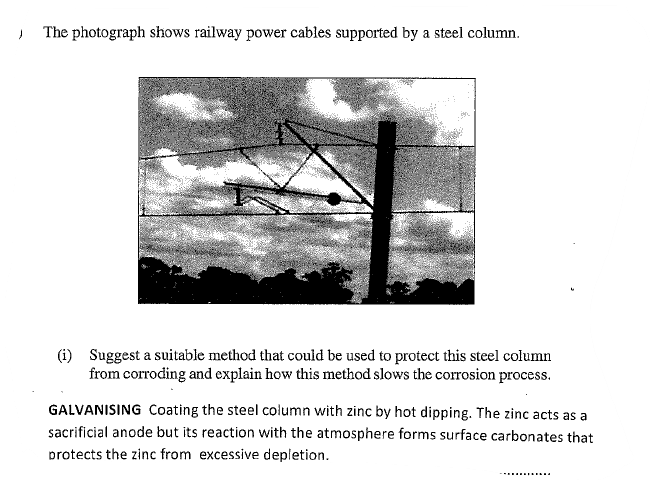 The photograph shows railway power cables supported by a steel column.
(i) Suggest a suitable method that could be used to protect this steel column
from corroding and explain how this method slows the corrosion process.
GALVANISING Coating the steel column with zinc by hot dipping. The zinc acts as a
sacrificial anode but its reaction with the atmosphere forms surface carbonates that
protects the zinc from excessive depletion.
.............